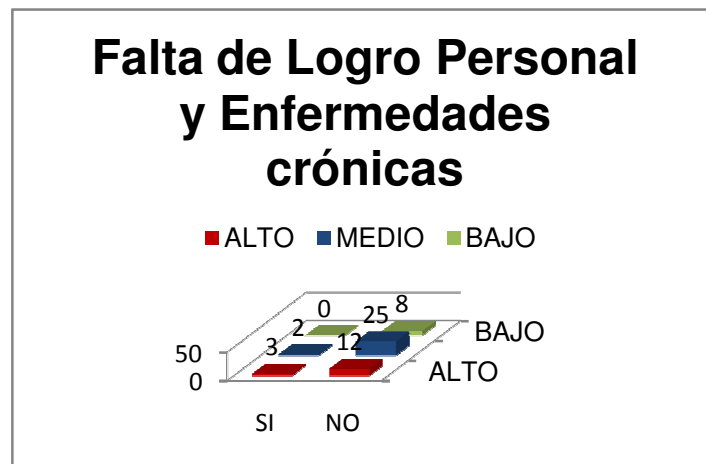 Falta de Logro Personal
y Enfermedades
crónicas
ALTO MEDIO BAJO
0 25 8
2 12
3
50
0
BAJO
ALTO
SI NO